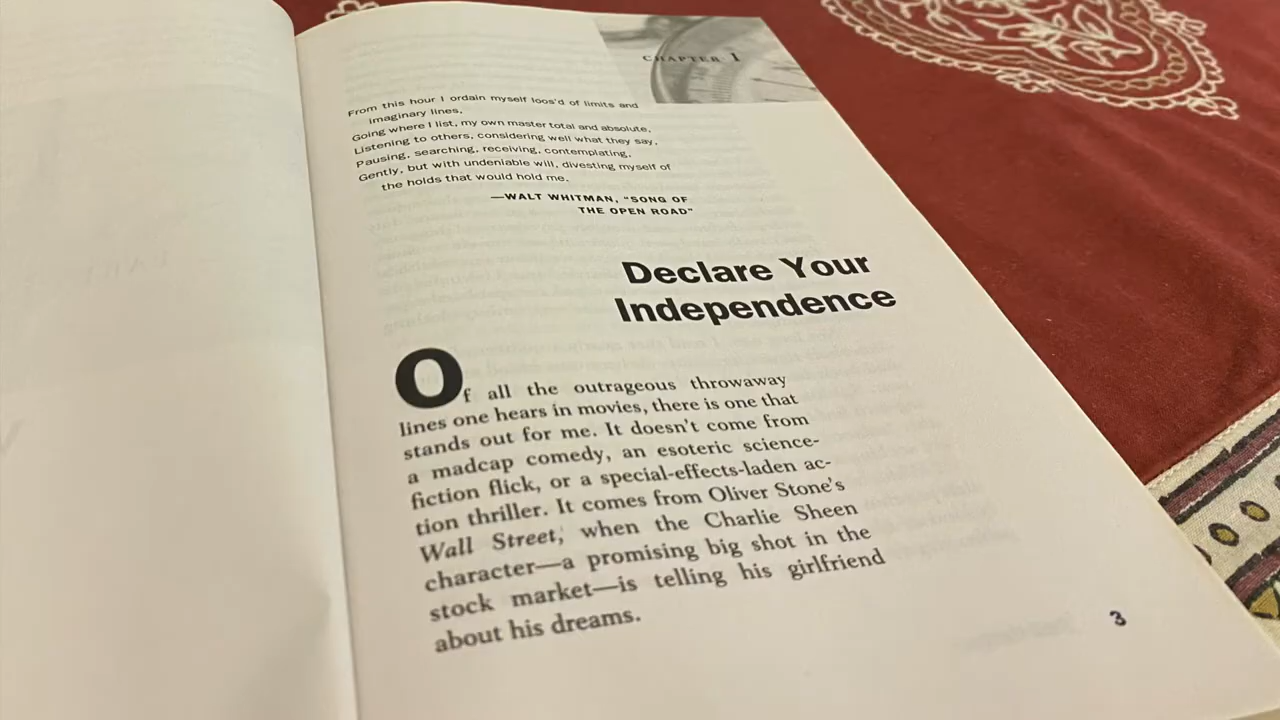 CHAPTER 1
From this hour I ordain myself loos'd of limits and
imaginary lines,
Going where I list, my own master total and absolute,
Listening to others, considering well what they say,
Pausing, searching, receiving, contemplating,
Gently, but with undeniable will, divesting myself of
the holds that would hold me.
—WALT WHITMAN, "SONG OF
THE OPEN ROAD"
Declare Your
Independence
Of all the outrageous throwaway
lines one hears in movies, there is one that
stands out for me. It doesn't come from
a madcap comedy, an esoteric science-
fiction flick, or a special-effects-laden ac-
tion thriller. It comes from Oliver Stone's
Wall Street, when the Charlie Sheen
character—a promising big shot in the
stock market—is telling his girlfriend
about his dreams.
3